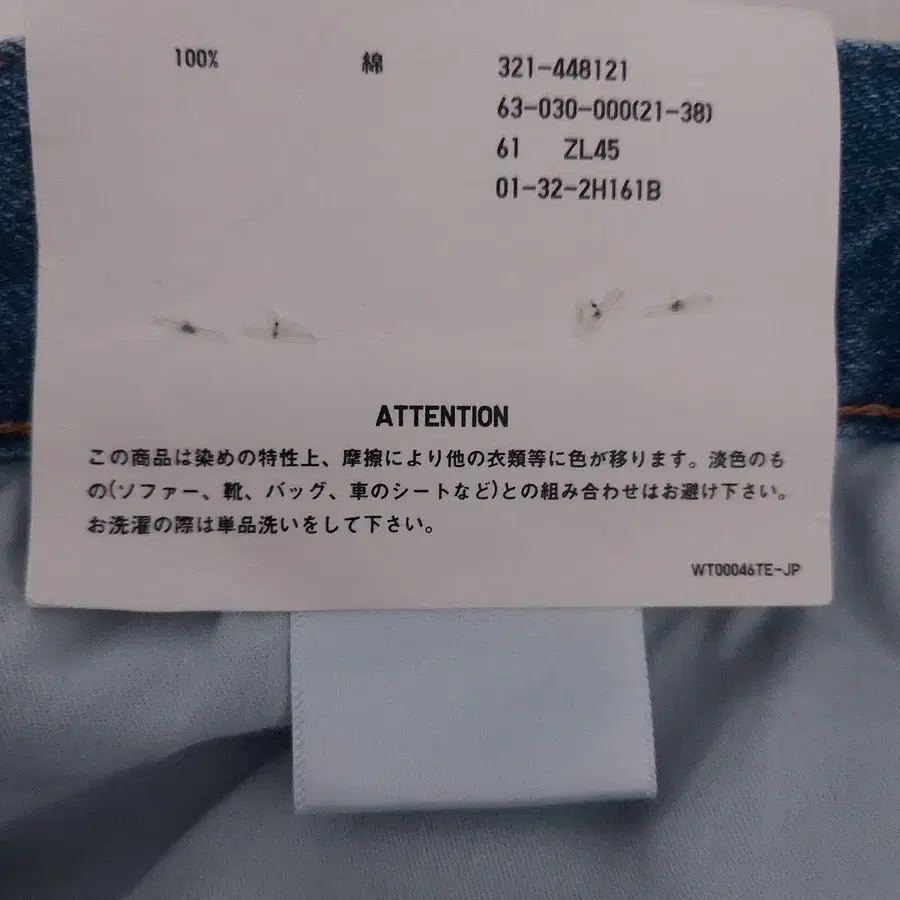 100% 綿 321-448121
63-030-000(21-38)
61 ZL45
01-32-2H161B
ATTENTION
この商品は染めの特性上、摩擦により他の衣類等に色が移ります。淡色のも
の(ソファー、靴、バッグ、車のシートなど)との組み合わせはお避け下さい。
お洗濯の際は単品洗いをして下さい。
WT00046TE-JP